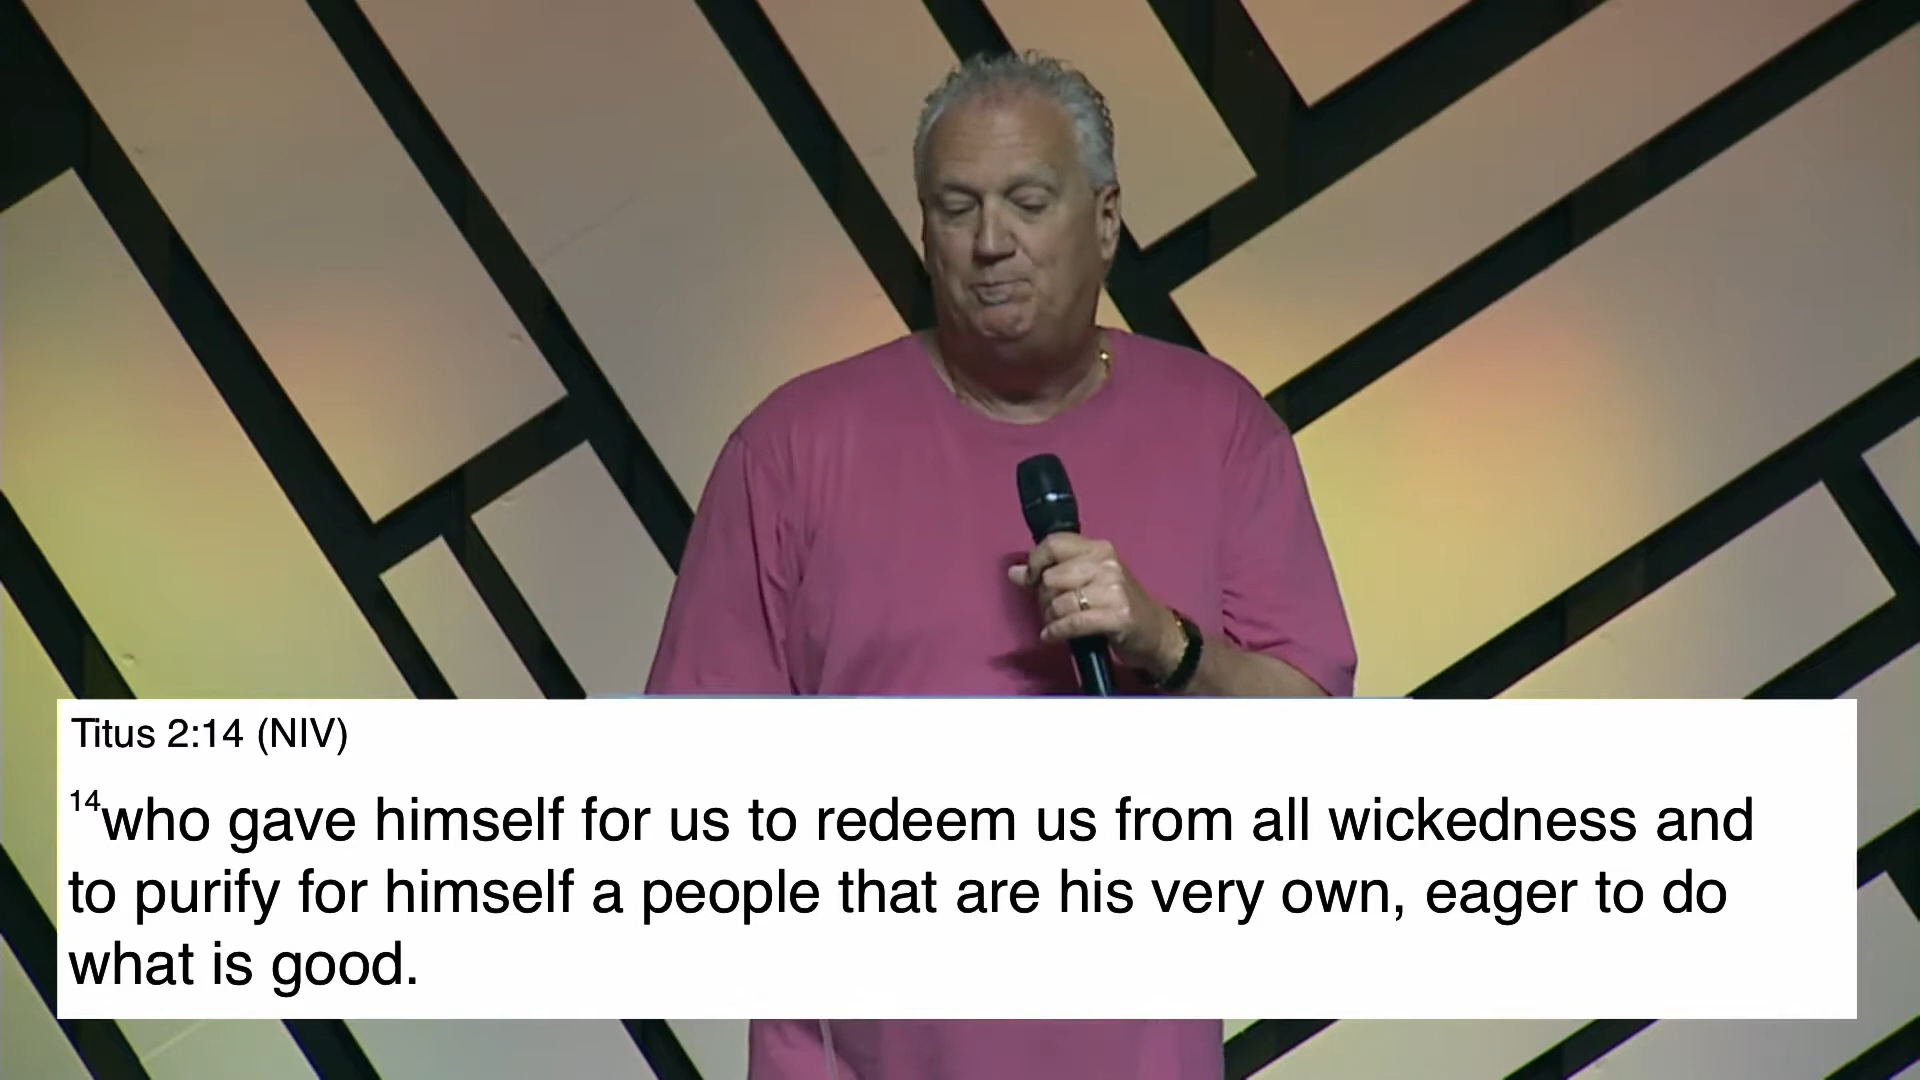 Titus 2:14 (NIV)
14who gave himself for us to redeem us from all wickedness and
to purify for himself a people that are his very own, eager to do
what is good.